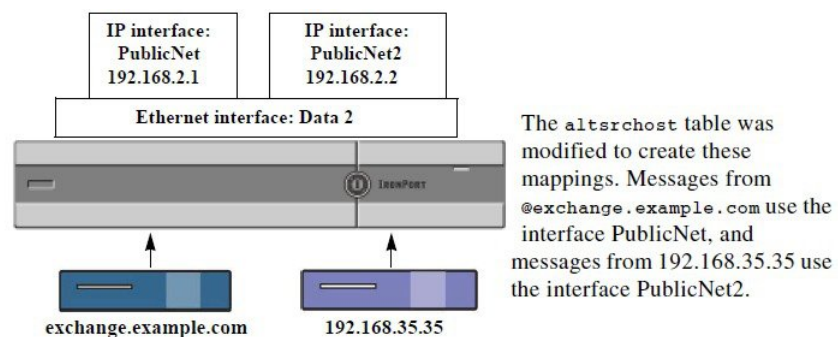 IP interface:
PublicNet
192.168.2.1
IP interface:
PublicNet2
192.168.2.2
Ethernet interface: Data 2
IRONPORT
exchange.example.com
192.168.35.35
The altsrchost table was
modified to create these
mappings. Messages from
@exchange.example.com use the
interface PublicNet, and
messages from 192.168.35.35 use
the interface PublicNet2.